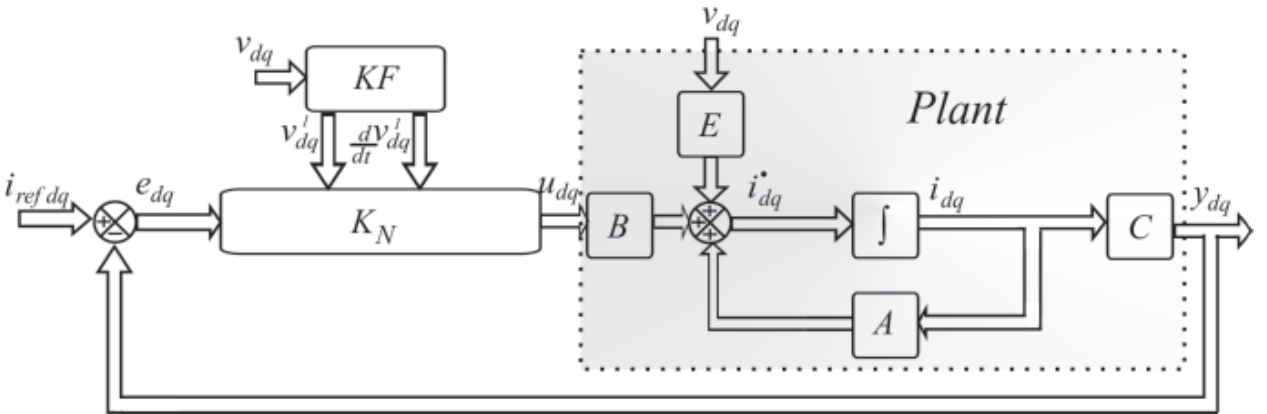 v_dq
v_dq
KF
Plant
E
v^l_dq
d/dt v^l_dq
i_ref dq
e_dq
u_dq
i•_dq
i_dq
y_dq
+
−
K_N
B
+
+
+
∫
C
A